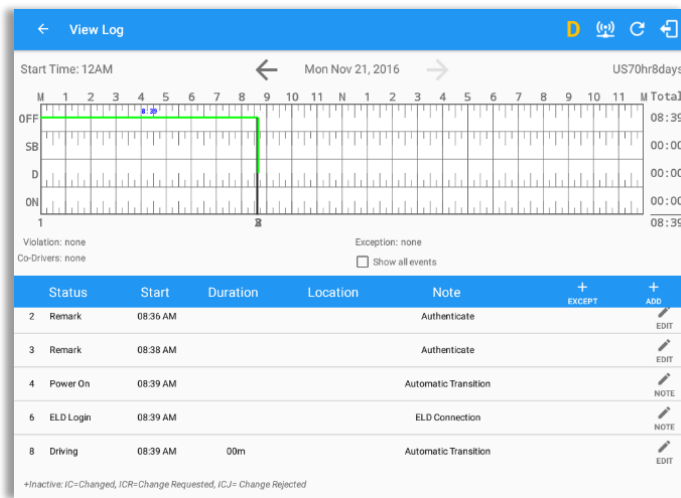 View Log D
Start Time: 12AM Mon Nov 21, 2016 US70hr8days
M 1 2 3 4 5 6 7 8 9 10 11 N 1 2 3 4 5 6 7 8 9 10 11 M Total
8:39
OFF 08:39
SB 00:00
D 00:00
ON 00:00
1 08:39
Violation: none Exception: none
Co-Drivers: none Show all events
Status Start Duration Location Note + EXCEPT + ADD
2 Remark 08:36 AM Authenticate EDIT
3 Remark 08:38 AM Authenticate EDIT
4 Power On 08:39 AM Automatic Transition NOTE
6 ELD Login 08:39 AM ELD Connection NOTE
8 Driving 08:39 AM 00m Automatic Transition EDIT
+Inactive: IC=Changed, ICR=Change Requested, ICJ= Change Rejected